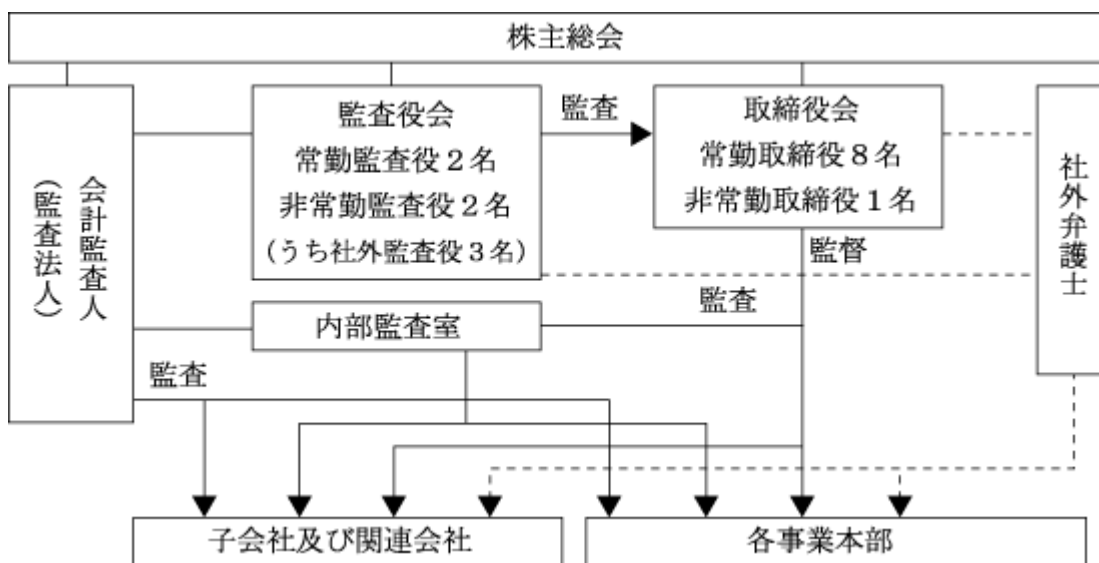 株主総会
会計監査人
(監査法人)
監査役会
常勤監査役2名
非常勤監査役2名
(うち社外監査役3名)
監査
取締役会
常勤取締役8名
非常勤取締役1名
社外弁護士
監督
監査
内部監査室
監査
子会社及び関連会社
各事業本部